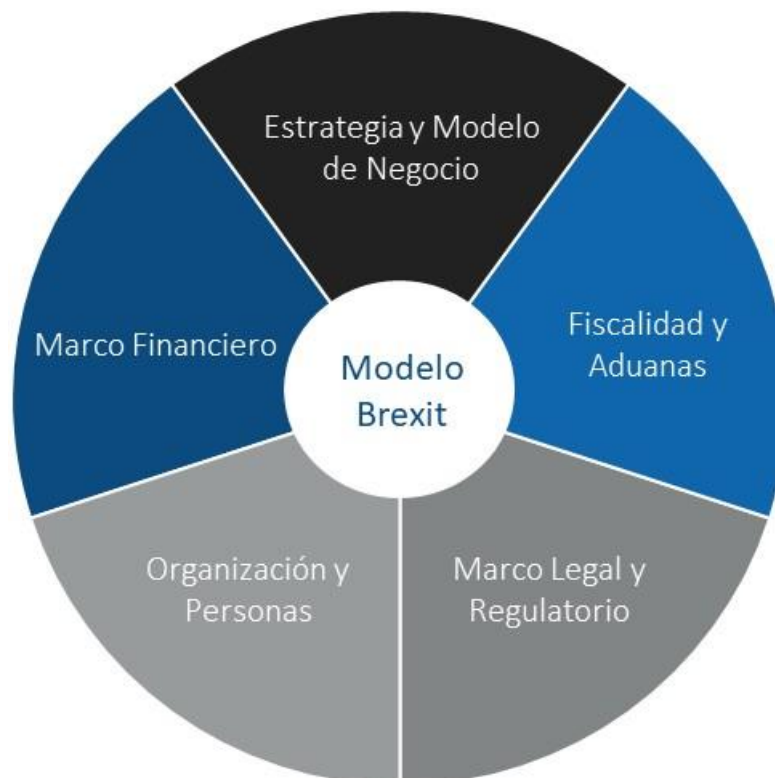 Estrategia y Modelo
de Negocio
Fiscalidad y
Aduanas
Marco Legal y
Regulatorio
Organización y
Personas
Marco Financiero
Modelo
Brexit